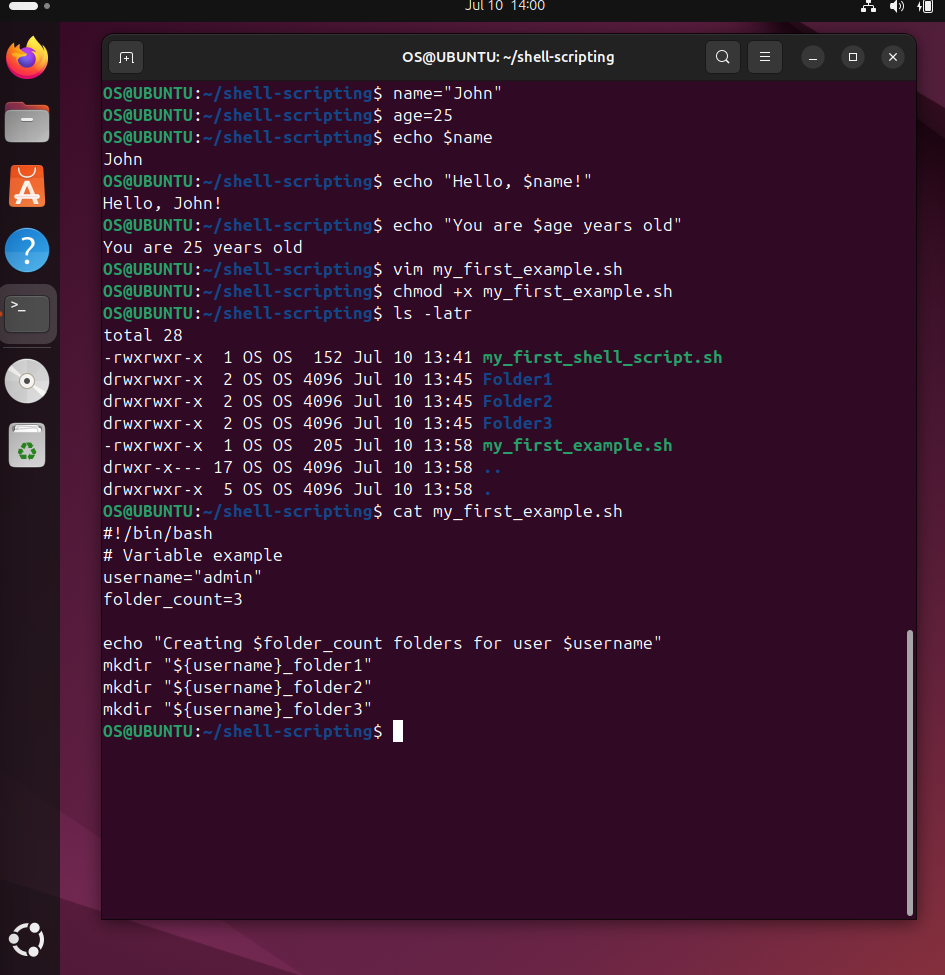 Jul 10 14:00
OS@UBUNTU: ~/shell-scripting
OS@UBUNTU:~/shell-scripting$ name="John"
OS@UBUNTU:~/shell-scripting$ age=25
OS@UBUNTU:~/shell-scripting$ echo $name
John
OS@UBUNTU:~/shell-scripting$ echo "Hello, $name!"
Hello, John!
OS@UBUNTU:~/shell-scripting$ echo "You are $age years old"
You are 25 years old
OS@UBUNTU:~/shell-scripting$ vim my_first_example.sh
OS@UBUNTU:~/shell-scripting$ chmod +x my_first_example.sh
OS@UBUNTU:~/shell-scripting$ ls -latr
total 28
-rwxrwxr-x  1 OS OS  152 Jul 10 13:41 my_first_shell_script.sh
drwxrwxr-x  2 OS OS 4096 Jul 10 13:45 Folder1
drwxrwxr-x  2 OS OS 4096 Jul 10 13:45 Folder2
drwxrwxr-x  2 OS OS 4096 Jul 10 13:45 Folder3
-rwxrwxr-x  1 OS OS  205 Jul 10 13:58 my_first_example.sh
drwxr-x--- 17 OS OS 4096 Jul 10 13:58 ..
drwxrwxr-x  5 OS OS 4096 Jul 10 13:58 .
OS@UBUNTU:~/shell-scripting$ cat my_first_example.sh
#!/bin/bash
# Variable example
username="admin"
folder_count=3

echo "Creating $folder_count folders for user $username"
mkdir "${username}_folder1"
mkdir "${username}_folder2"
mkdir "${username}_folder3"
OS@UBUNTU:~/shell-scripting$